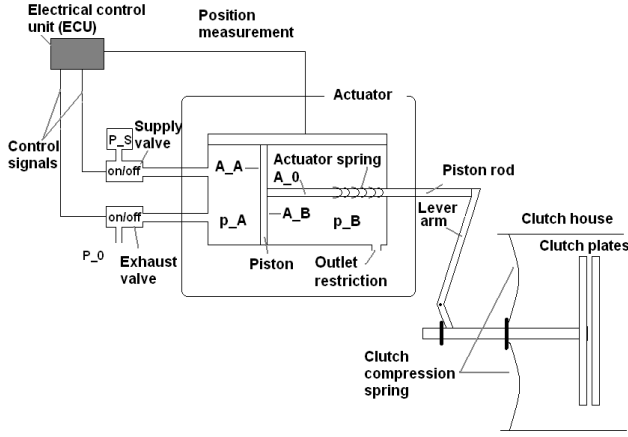 Electrical control
unit (ECU)
Position
measurement
Actuator
Control
signals
P_S
Supply
valve
on/off
A_A
Actuator spring
A_0
Piston rod
on/off
p_A
A_B
p_B
Lever
arm
Clutch house
Clutch plates
P_0
Exhaust
valve
Piston
Outlet
restriction
Clutch
compression
spring